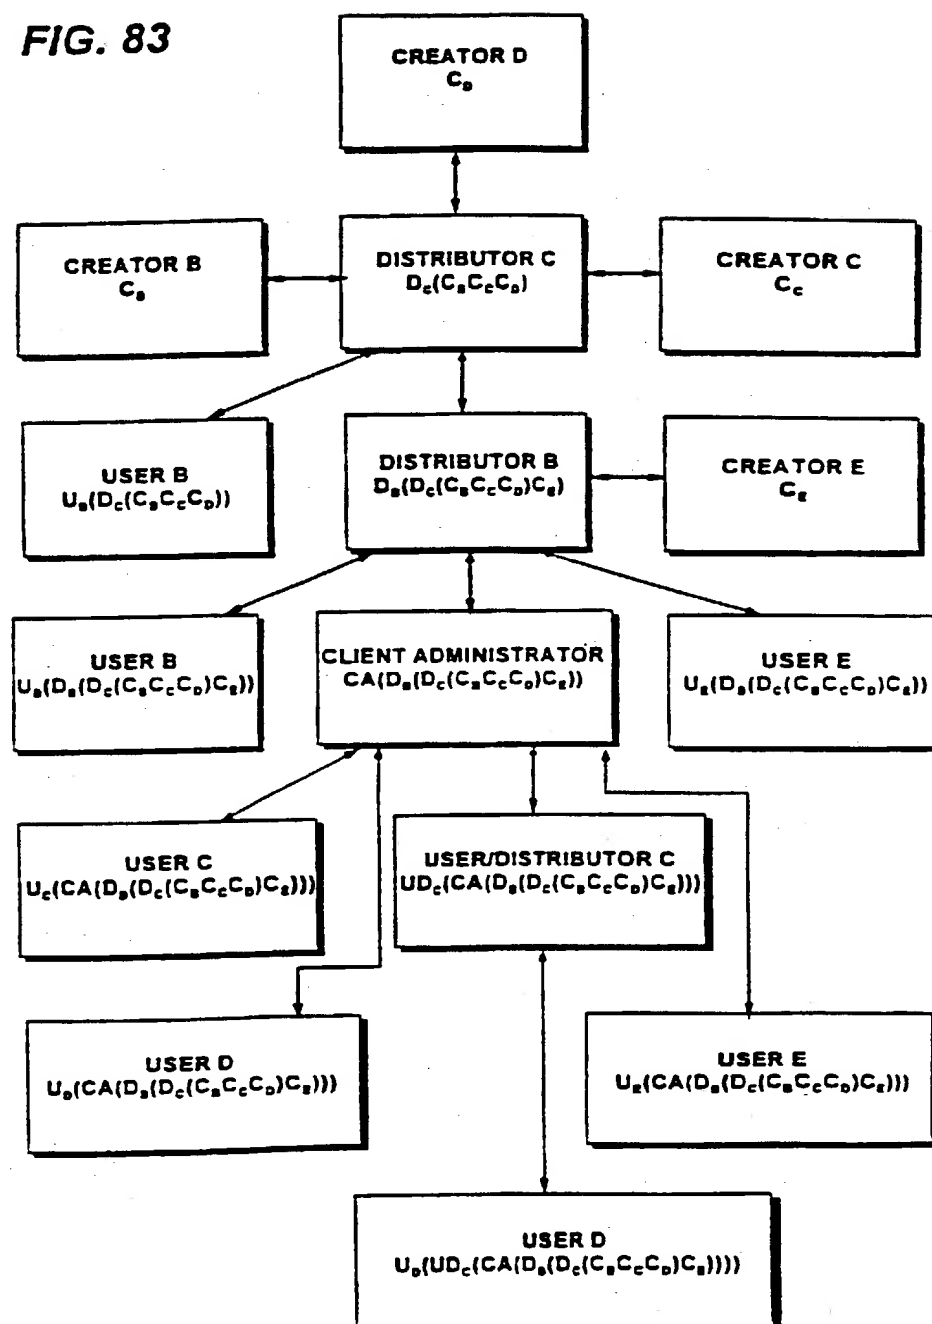 FIG. 83
CREATOR D
C_D
CREATOR B
C_B
DISTRIBUTOR C
D_C(C_BC_CC_D)
CREATOR C
C_C
USER B
U_B(D_C(C_BC_CC_D))
DISTRIBUTOR B
D_B(D_C(C_BC_CC_D)C_E)
CREATOR E
C_E
USER B
U_B(D_B(D_C(C_BC_CC_D)C_E))
CLIENT ADMINISTRATOR
CA(D_B(D_C(C_BC_CC_D)C_E))
USER E
U_E(D_B(D_C(C_BC_CC_D)C_E))
USER C
U_C(CA(D_B(D_C(C_BC_CC_D)C_E)))
USER/DISTRIBUTOR C
UD_C(CA(D_B(D_C(C_BC_CC_D)C_E)))
USER D
U_D(CA(D_B(D_C(C_BC_CC_D)C_E)))
USER E
U_E(CA(D_B(D_C(C_BC_CC_D)C_E)))
USER D
U_D(UD_C(CA(D_B(D_C(C_BC_CC_D)C_E))))